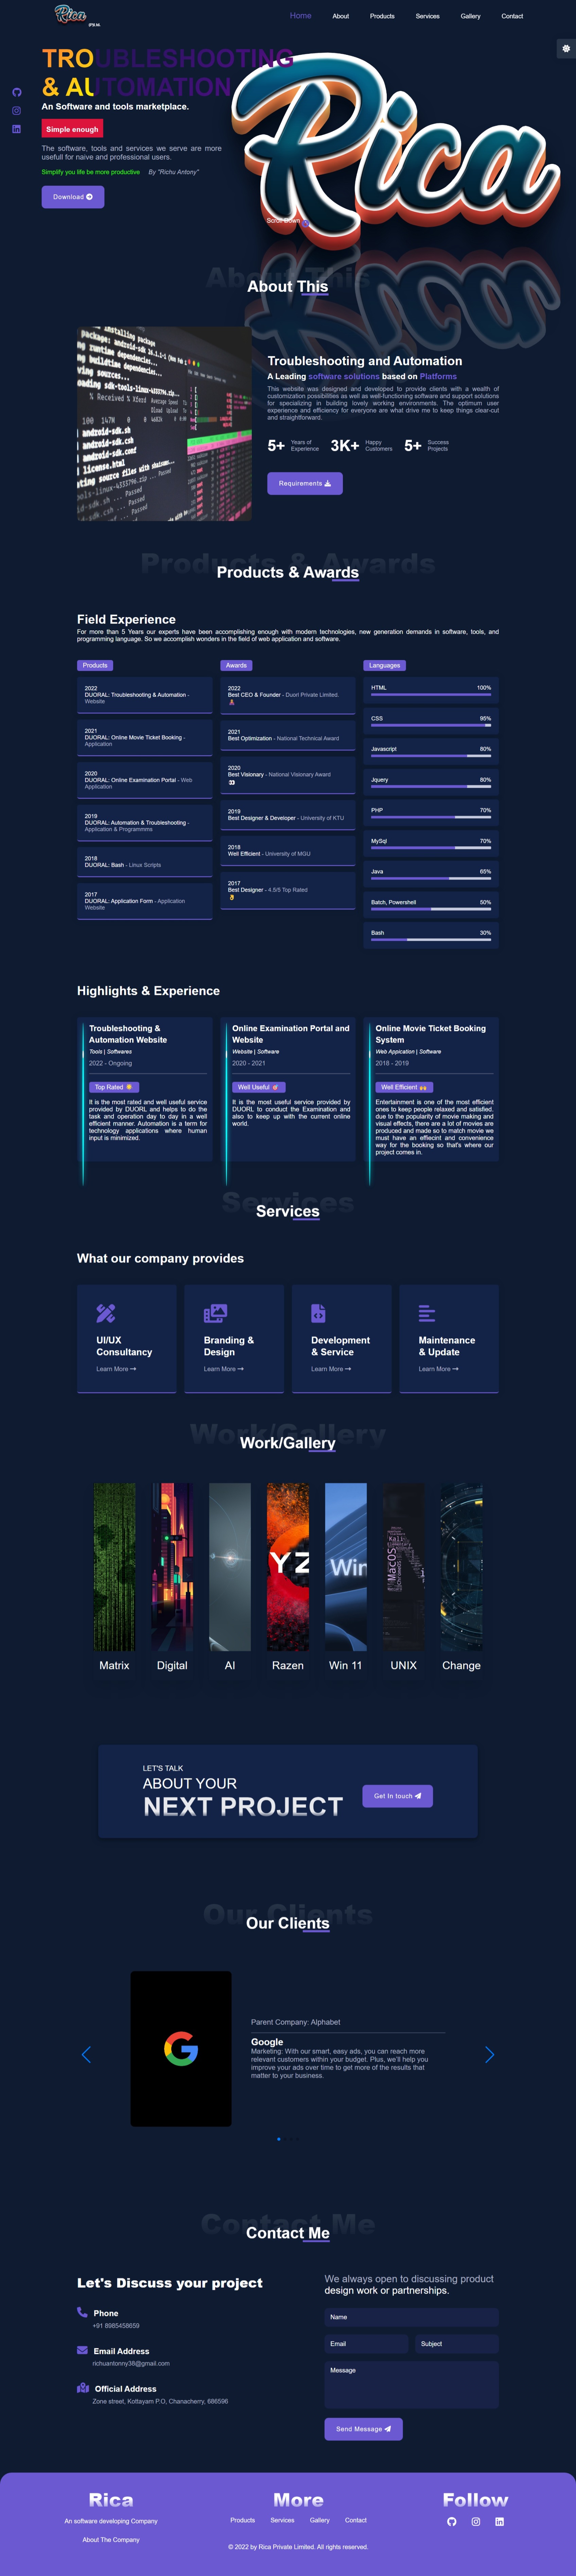 Rica
Home
About
Products
Services
Gallery
Contact
TROUBLESHOOTING
& AUTOMATION
An Software and tools marketplace.
Simple enough
The software, tools and services we serve are more
usefull for naive and professional users.
Simplify you life be more productive By "Richu Antony"
Download
Rica
Scroll Down
About This
About This
Troubleshooting and Automation
A Leading software solutions based on Platforms
This website was designed and developed to provide clients with a wealth of
customization possibilities as well as well-functioning software and support solutions
for specializing in building lovely working environments. The optimum user
experience and efficiency for everyone are what drive me to keep things clear-cut
and straightforward.
5+ Years of
Experience
3K+ Happy
Customers
5+ Success
Projects
Requirements
Products & Awards
Products & Awards
Field Experience
For more than 5 Years our experts have been accomplishing enough with modern technologies, new generation demands in software, tools, and
programming language. So we accomplish wonders in the field of web application and software.
Products
2022
DUORAL: Troubleshooting & Automation -
Website
2021
DUORAL: Online Movie Ticket Booking -
Application
2020
DUORAL: Online Examination Portal - Web
Application
2019
DUORAL: Automation & Troubleshooting -
Application & Programmms
2018
DUORAL: Bash - Linux Scripts
2017
DUORAL: Application Form - Application
Website
Awards
2022
Best CEO & Founder - Duorl Private Limited.
2021
Best Optimization - National Technical Award
2020
Best Visionary - National Visionary Award
2019
Best Designer & Developer - University of KTU
2018
Well Efficient - University of MGU
2017
Best Designer - 4.5/5 Top Rated
Languages
HTML 100%
CSS 95%
Javascript 80%
Jquery 80%
PHP 70%
MySql 70%
Java 65%
Batch, Powershell 50%
Bash 30%
Highlights & Experience
Troubleshooting &
Automation Website
Tools | Softwares
2022 - Ongoing
Top Rated
It is the most rated and well useful service
provided by DUORL and helps to do the
task and operation day to day in a well
efficient manner. Automation is a term for
technology applications where human
input is minimized.
Online Examination Portal and
Website
Website | Software
2020 - 2021
Well Useful
It is the most useful service provided by
DUORL to conduct the Examination and
also to keep up with the current online
world.
Online Movie Ticket Booking
System
Web Appication | Software
2018 - 2019
Well Efficient
Entertainment is one of the most efficient
ones to keep people relaxed and satisfied,
due to the popularity of movie making and
visual effects, there are a lot of movies are
produced and made so to match movie we
must have an effiecint and convenience
way for the booking so that's where our
project comes in.
Services
Services
What our company provides
UI/UX
Consultancy
Learn More
Branding &
Design
Learn More
Development
& Service
Learn More
Maintenance
& Update
Learn More
Work/Gallery
Work/Gallery
YZ
Win
Kali
MacOS
Matrix
Digital
AI
Razen
Win 11
UNIX
Change
LET'S TALK
ABOUT YOUR
NEXT PROJECT
Get In touch
Our Clients
Our Clients
Parent Company: Alphabet
Google
Marketing: With our smart, easy ads, you can reach more
relevant customers within your budget. Plus, we'll help you
improve your ads over time to get more of the results that
matter to your business.
Contact Me
Contact Me
Let's Discuss your project
Phone
+91 8985458659
Email Address
richuantonny38@gmail.com
Official Address
Zone street, Kottayam P.O, Chanacherry, 686596
We always open to discussing product
design work or partnerships.
Name
Email
Subject
Message
Send Message
Rica
An software developing Company
About The Company
More
Products
Services
Gallery
Contact
© 2022 by Rica Private Limited. All rights reserved.
Follow